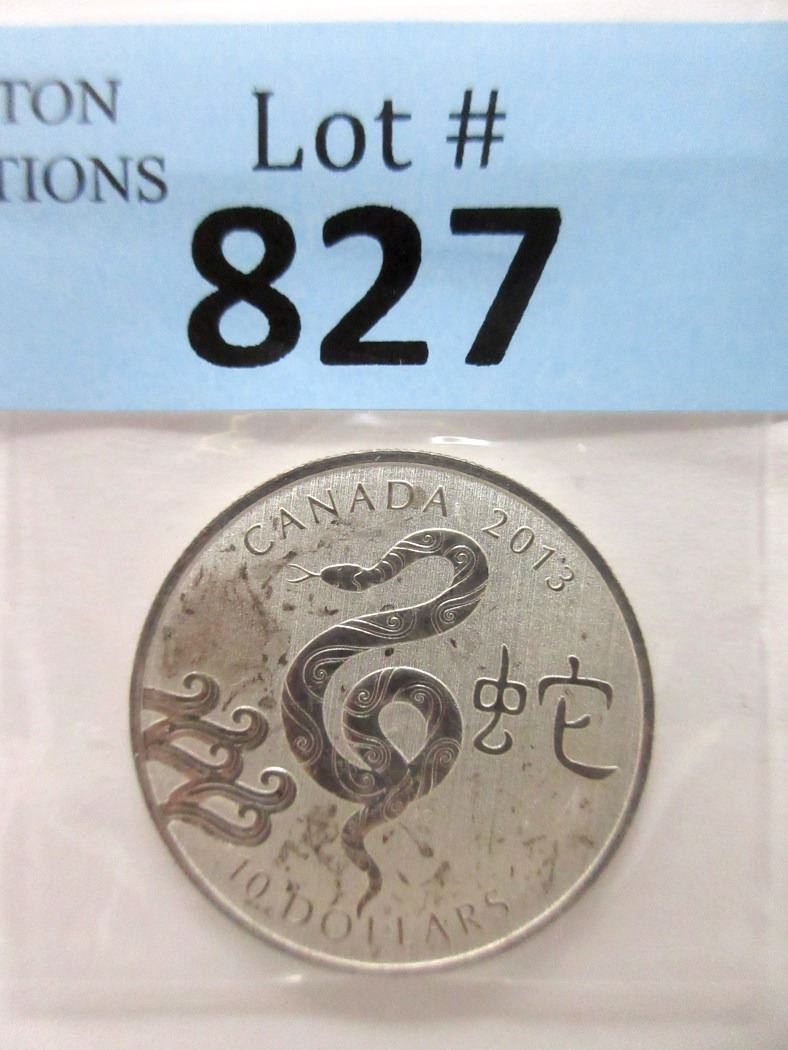 TON
TIONS
Lot #
827
CANADA 2013
蛇
10 DOLLARS